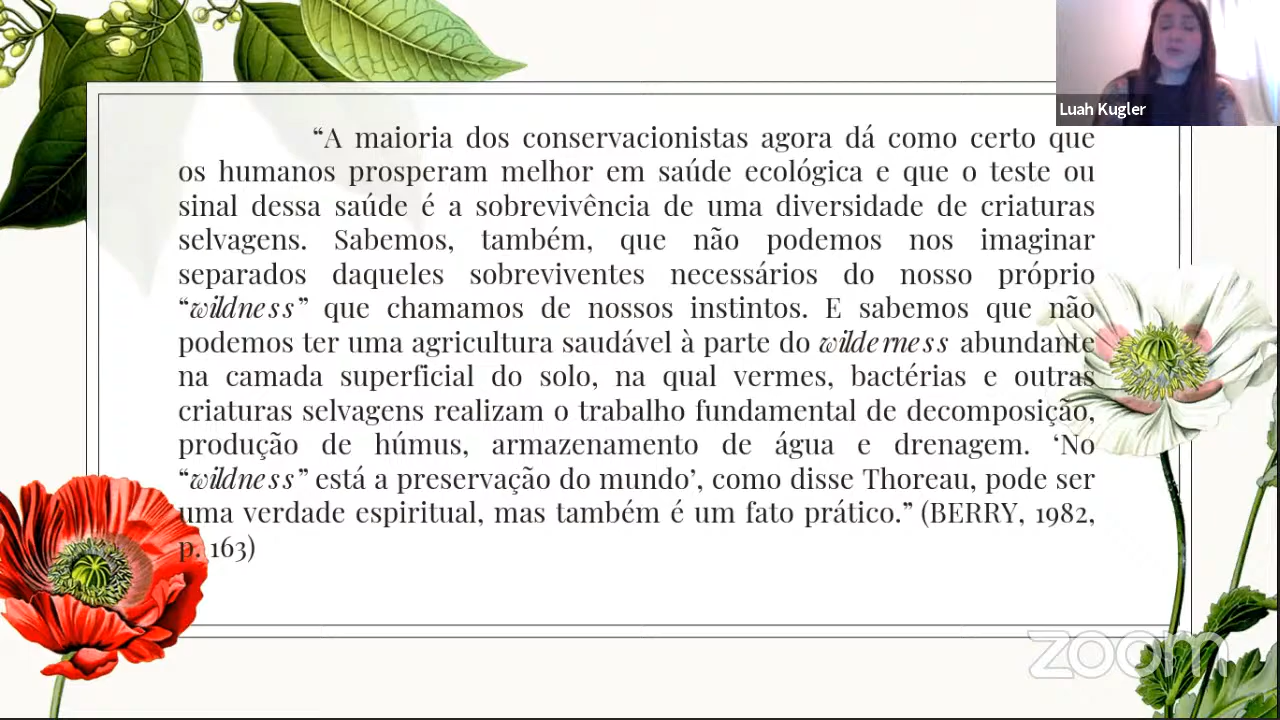 Luah Kugler
“A maioria dos conservacionistas agora dá como certo que
os humanos prosperam melhor em saúde ecológica e que o teste ou
sinal dessa saúde é a sobrevivência de uma diversidade de criaturas
selvagens. Sabemos, também, que não podemos nos imaginar
separados daqueles sobreviventes necessários do nosso próprio
“wildness” que chamamos de nossos instintos. E sabemos que não
podemos ter uma agricultura saudável à parte do wilderness abundante
na camada superficial do solo, na qual vermes, bactérias e outras
criaturas selvagens realizam o trabalho fundamental de decomposição,
produção de húmus, armazenamento de água e drenagem. ‘No
“wildness” está a preservação do mundo’, como disse Thoreau, pode ser
uma verdade espiritual, mas também é um fato prático.” (BERRY, 1982,
p. 163)
zoom